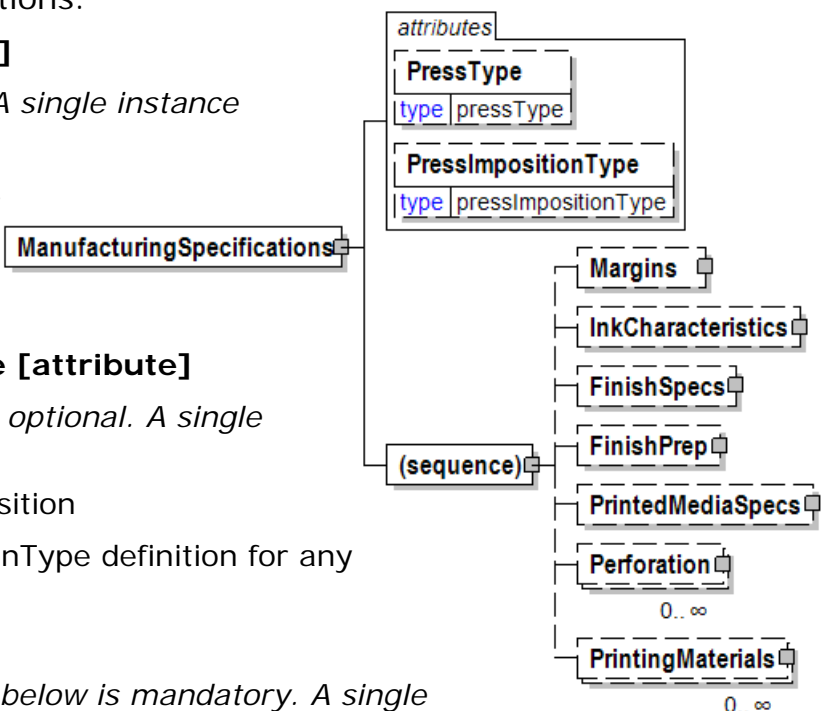 tions.
]
A single instance
e [attribute]
optional. A single
sition
nType definition for any
below is mandatory. A single
attributes
PressType
type pressType
PressImpositionType
type pressImpositionType
ManufacturingSpecifications
(sequence)
Margins
InkCharacteristics
FinishSpecs
FinishPrep
PrintedMediaSpecs
Perforation
0.. ∞
PrintingMaterials
0.. ∞